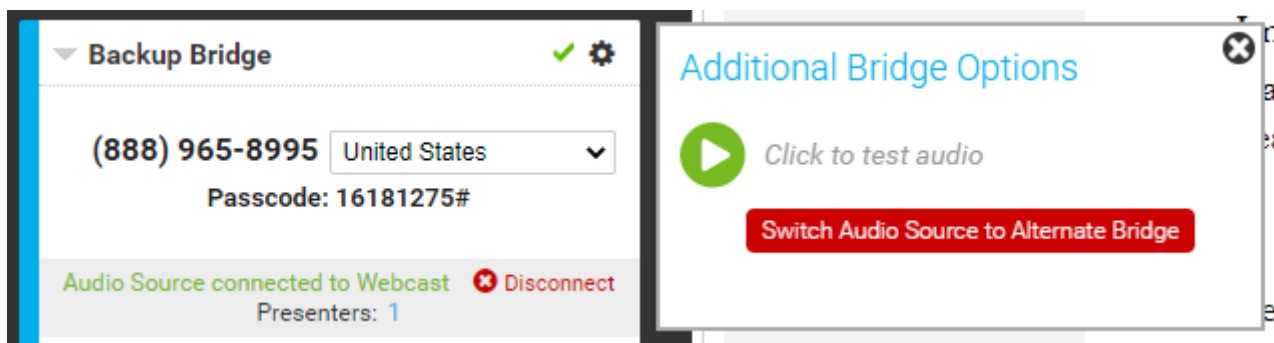 Backup Bridge
(888) 965-8995 United States
Passcode: 16181275#
Audio Source connected to Webcast Disconnect
Presenters: 1
Additional Bridge Options
Click to test audio
Switch Audio Source to Alternate Bridge